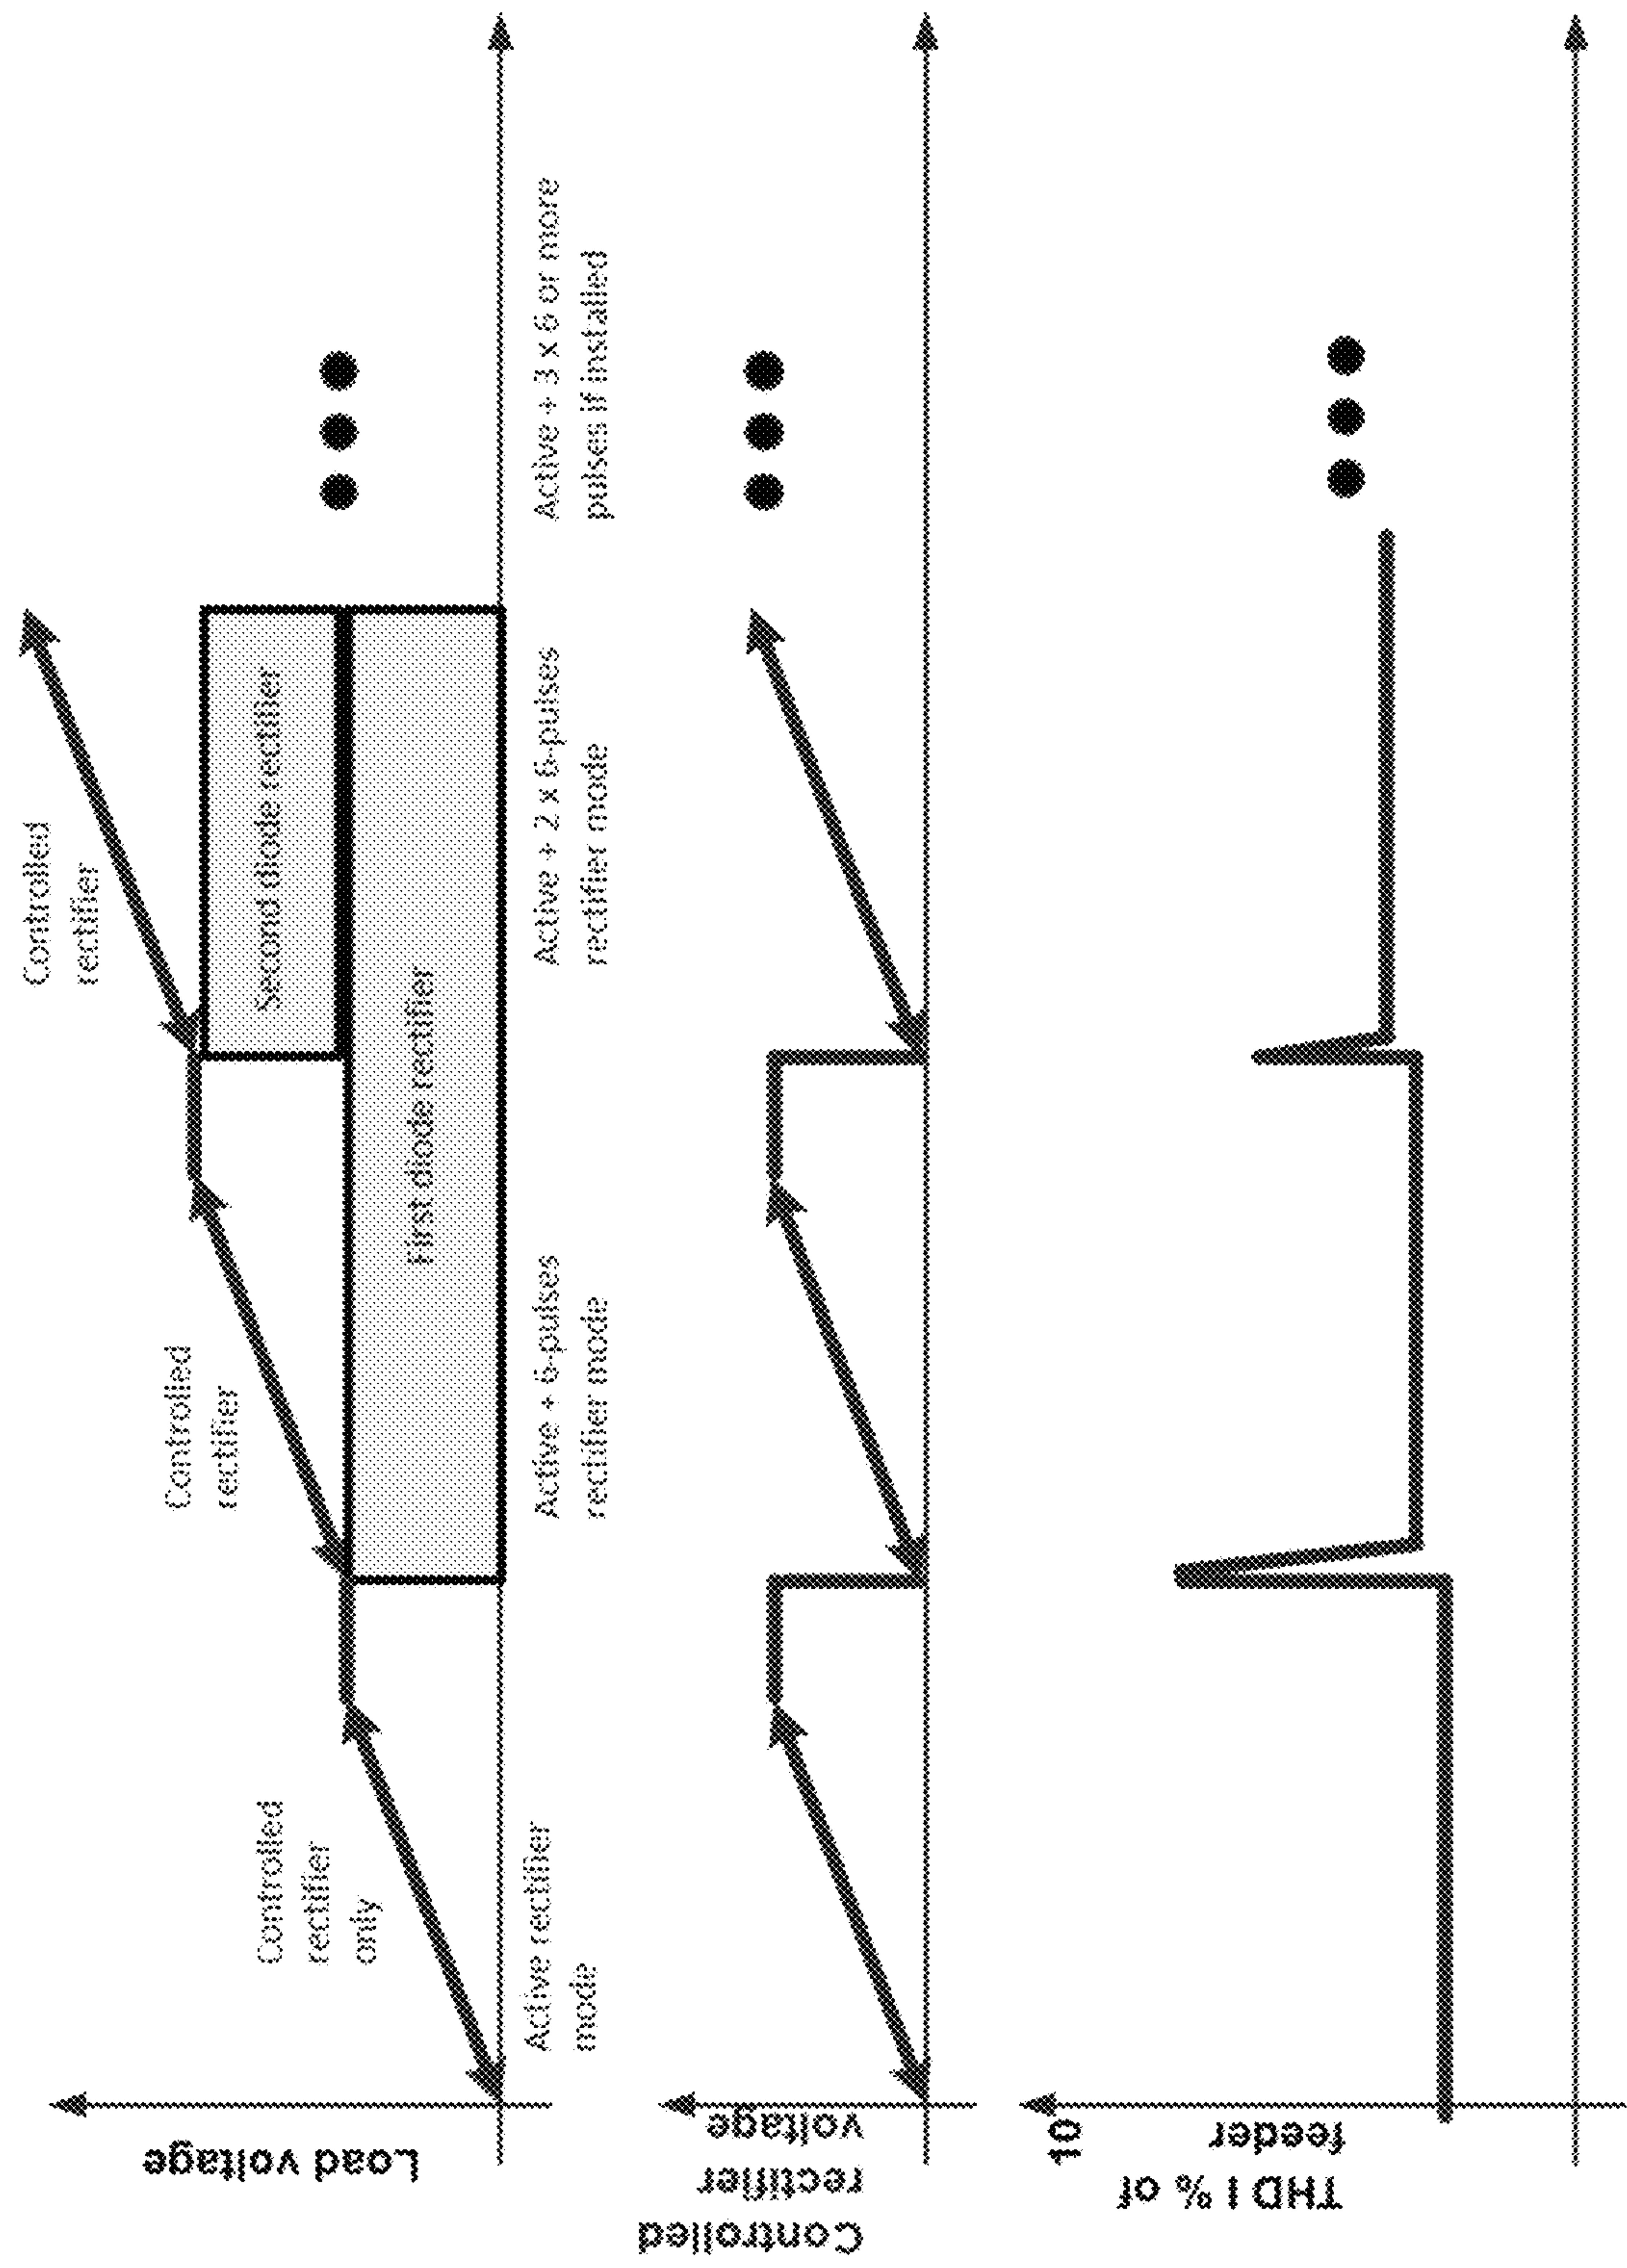 Load voltage
Controlled
rectifier
only
Controlled
rectifier
Controlled
rectifier
Second diode rectifier
First diode rectifier
Active rectifier
mode
Active + 6-pulses
rectifier mode
Active + 2 x 6-pulses
rectifier mode
Active + 3 x 6 or more
pulses if installed
Controlled
rectifier
voltage
THD I % of
feeder
10